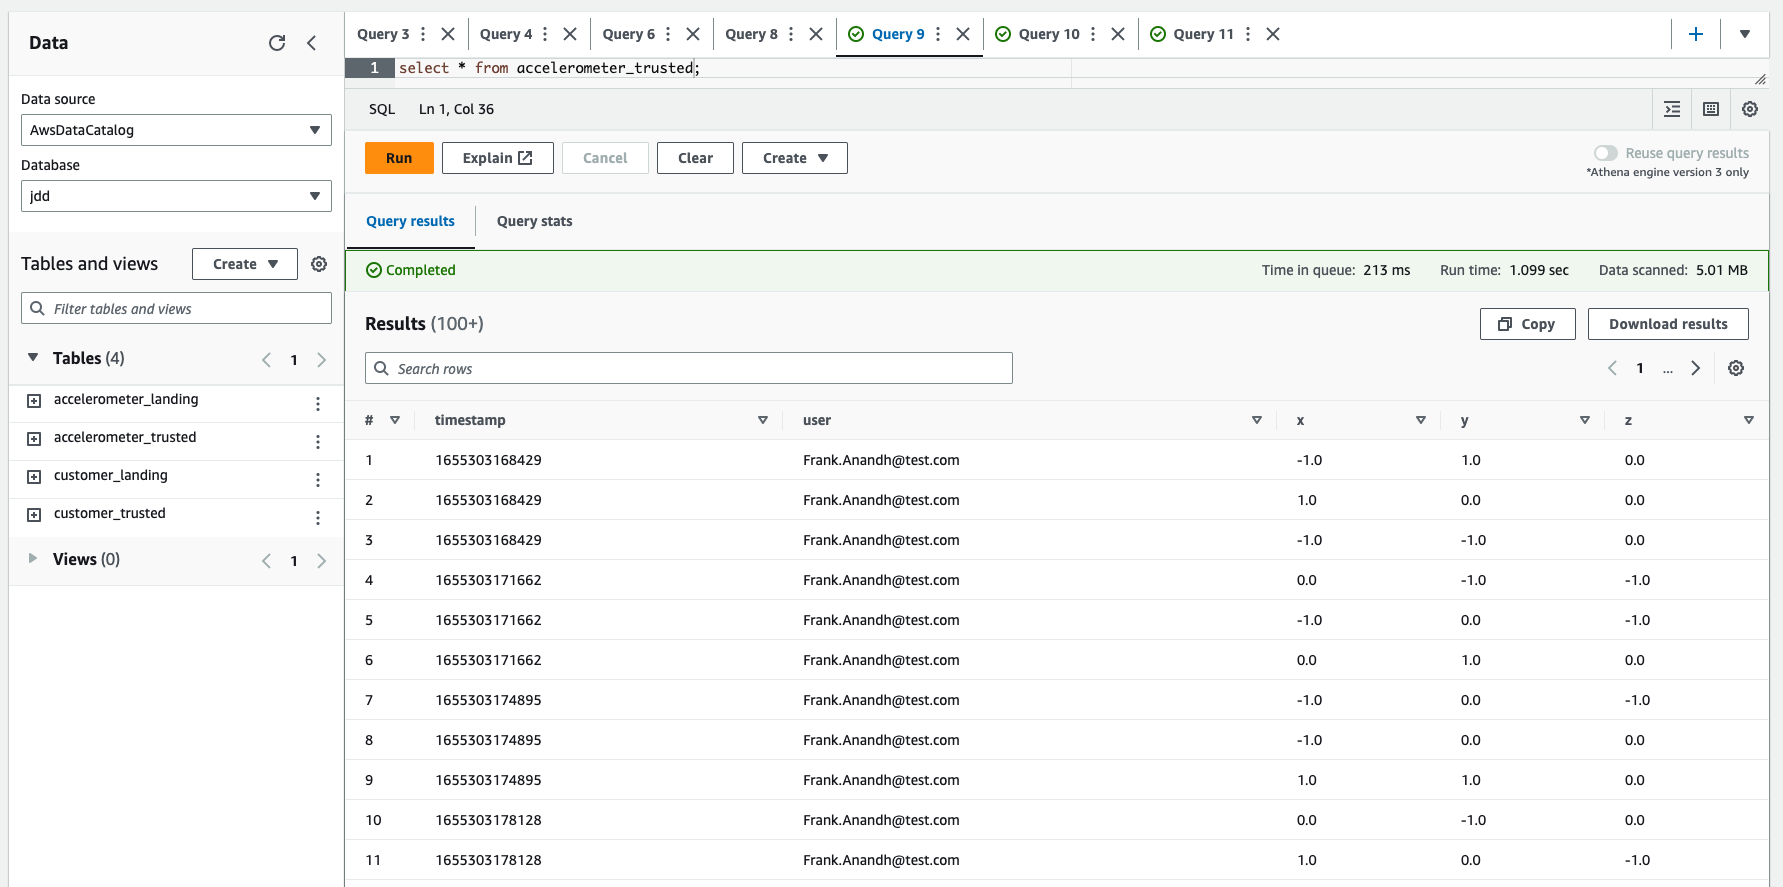 Data
Data source
AwsDataCatalog
Database
jdd
Tables and views
Create
Filter tables and views
Tables (4)
1
accelerometer_landing
accelerometer_trusted
customer_landing
customer_trusted
Views (0)
1
Query 3 Query 4 Query 6 Query 8 Query 9 Query 10 Query 11
1 select * from accelerometer_trusted;
SQL Ln 1, Col 36
Run Explain Cancel Clear Create
Reuse query results
*Athena engine version 3 only
Query results Query stats
Completed Time in queue: 213 ms Run time: 1.099 sec Data scanned: 5.01 MB
Results (100+) Copy Download results
Search rows 1 ...
# timestamp user x y z
1 1655303168429 Frank.Anandh@test.com -1.0 1.0 0.0
2 1655303168429 Frank.Anandh@test.com 1.0 0.0 0.0
3 1655303168429 Frank.Anandh@test.com -1.0 -1.0 0.0
4 1655303171662 Frank.Anandh@test.com 0.0 -1.0 -1.0
5 1655303171662 Frank.Anandh@test.com -1.0 0.0 -1.0
6 1655303171662 Frank.Anandh@test.com 0.0 1.0 0.0
7 1655303174895 Frank.Anandh@test.com -1.0 0.0 -1.0
8 1655303174895 Frank.Anandh@test.com -1.0 0.0 0.0
9 1655303174895 Frank.Anandh@test.com 1.0 1.0 0.0
10 1655303178128 Frank.Anandh@test.com 0.0 -1.0 0.0
11 1655303178128 Frank.Anandh@test.com 1.0 0.0 -1.0